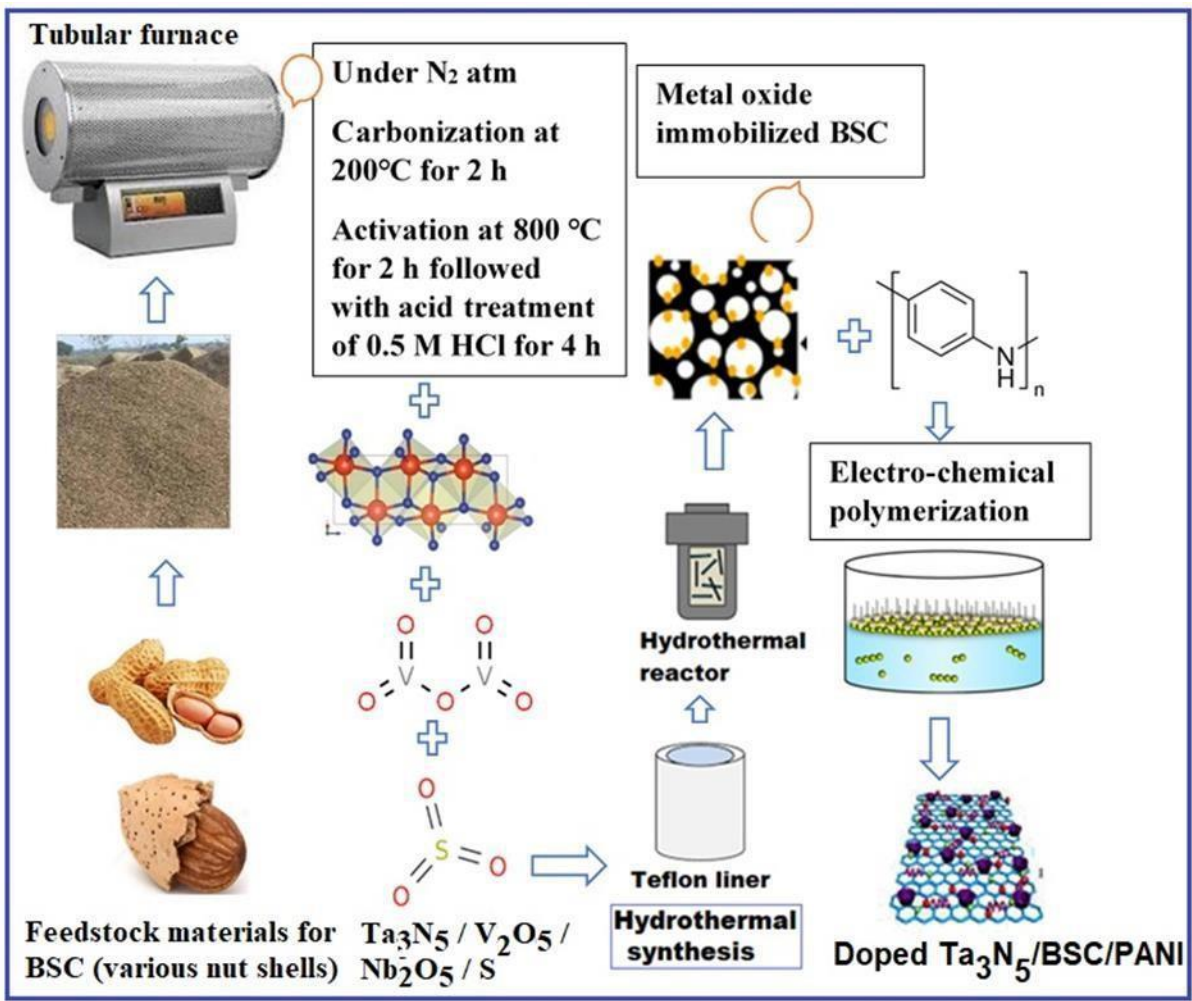 Tubular furnace
Under N₂ atm
Carbonization at
200°C for 2 h
Activation at 800 °C
for 2 h followed
with acid treatment
of 0.5 M HCl for 4 h
Metal oxide
immobilized BSC
N
H
n
Electro-chemical
polymerization
O O
V V
O O O
O
S
O
O
Hydrothermal
reactor
Teflon liner
Hydrothermal
synthesis
Feedstock materials for
BSC (various nut shells)
Ta₃N₅ / V₂O₅ /
Nb₂O₅ / S
Doped Ta₃N₅/BSC/PANI